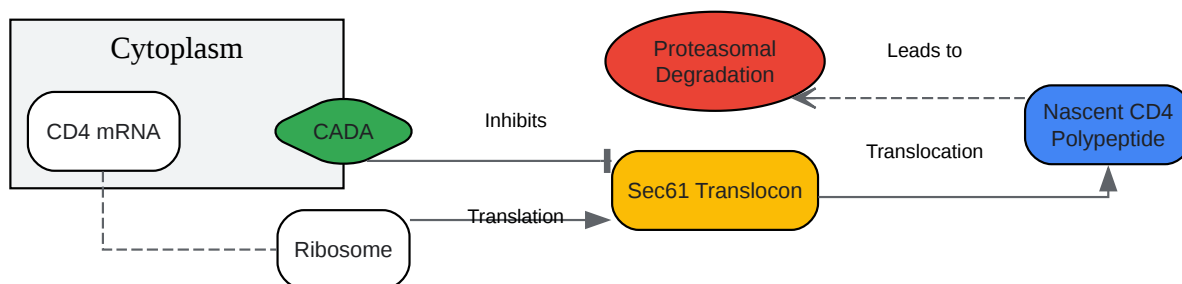 Cytoplasm
CD4 mRNA
CADA
Inhibits
Proteasomal
Degradation
Leads to
Nascent CD4
Polypeptide
Translocation
Sec61 Translocon
Translation
Ribosome